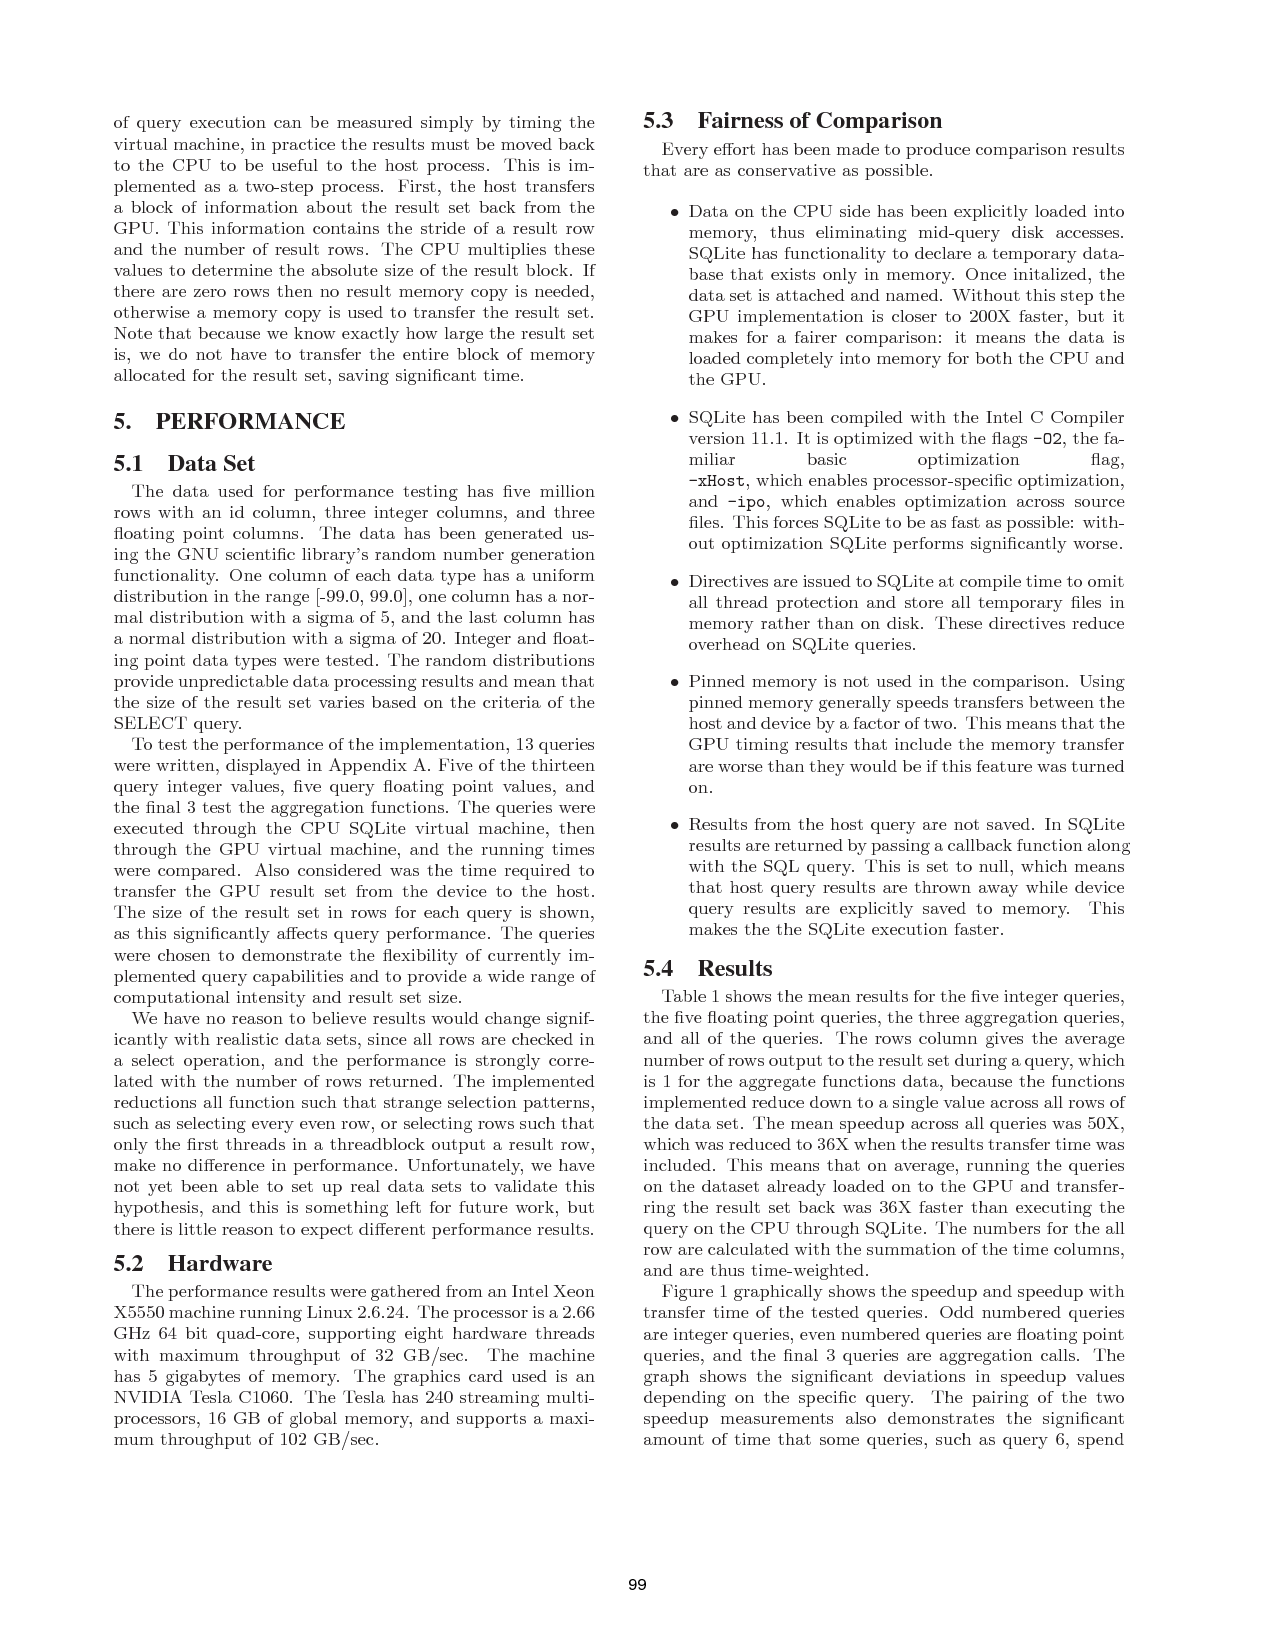 of query execution can be measured simply by timing the
virtual machine, in practice the results must be moved back
to the CPU to be useful to the host process. This is im-
plemented as a two-step process. First, the host transfers
a block of information about the result set back from the
GPU. This information contains the stride of a result row
and the number of result rows. The CPU multiplies these
values to determine the absolute size of the result block. If
there are zero rows then no result memory copy is needed,
otherwise a memory copy is used to transfer the result set.
Note that because we know exactly how large the result set
is, we do not have to transfer the entire block of memory
allocated for the result set, saving significant time.
5. PERFORMANCE
5.1 Data Set
The data used for performance testing has five million
rows with an id column, three integer columns, and three
floating point columns. The data has been generated us-
ing the GNU scientific library's random number generation
functionality. One column of each data type has a uniform
distribution in the range [-99.0, 99.0], one column has a nor-
mal distribution with a sigma of 5, and the last column has
a normal distribution with a sigma of 20. Integer and float-
ing point data types were tested. The random distributions
provide unpredictable data processing results and mean that
the size of the result set varies based on the criteria of the
SELECT query.
To test the performance of the implementation, 13 queries
were written, displayed in Appendix A. Five of the thirteen
query integer values, five query floating point values, and
the final 3 test the aggregation functions. The queries were
executed through the CPU SQLite virtual machine, then
through the GPU virtual machine, and the running times
were compared. Also considered was the time required to
transfer the GPU result set from the device to the host.
The size of the result set in rows for each query is shown,
as this significantly affects query performance. The queries
were chosen to demonstrate the flexibility of currently im-
plemented query capabilities and to provide a wide range of
computational intensity and result set size.
We have no reason to believe results would change signif-
icantly with realistic data sets, since all rows are checked in
a select operation, and the performance is strongly corre-
lated with the number of rows returned. The implemented
reductions all function such that strange selection patterns,
such as selecting every even row, or selecting rows such that
only the first threads in a threadblock output a result row,
make no difference in performance. Unfortunately, we have
not yet been able to set up real data sets to validate this
hypothesis, and this is something left for future work, but
there is little reason to expect different performance results.
5.2 Hardware
The performance results were gathered from an Intel Xeon
X5550 machine running Linux 2.6.24. The processor is a 2.66
GHz 64 bit quad-core, supporting eight hardware threads
with maximum throughput of 32 GB/sec. The machine
has 5 gigabytes of memory. The graphics card used is an
NVIDIA Tesla C1060. The Tesla has 240 streaming multi-
processors, 16 GB of global memory, and supports a maxi-
mum throughput of 102 GB/sec.
5.3 Fairness of Comparison
Every effort has been made to produce comparison results
that are as conservative as possible.
• Data on the CPU side has been explicitly loaded into
memory, thus eliminating mid-query disk accesses.
SQLite has functionality to declare a temporary data-
base that exists only in memory. Once initalized, the
data set is attached and named. Without this step the
GPU implementation is closer to 200X faster, but it
makes for a fairer comparison: it means the data is
loaded completely into memory for both the CPU and
the GPU.
• SQLite has been compiled with the Intel C Compiler
version 11.1. It is optimized with the flags -O2, the fa-
miliar basic optimization flag,
-xHost, which enables processor-specific optimization,
and -ipo, which enables optimization across source
files. This forces SQLite to be as fast as possible: with-
out optimization SQLite performs significantly worse.
• Directives are issued to SQLite at compile time to omit
all thread protection and store all temporary files in
memory rather than on disk. These directives reduce
overhead on SQLite queries.
• Pinned memory is not used in the comparison. Using
pinned memory generally speeds transfers between the
host and device by a factor of two. This means that the
GPU timing results that include the memory transfer
are worse than they would be if this feature was turned
on.
• Results from the host query are not saved. In SQLite
results are returned by passing a callback function along
with the SQL query. This is set to null, which means
that host query results are thrown away while device
query results are explicitly saved to memory. This
makes the the SQLite execution faster.
5.4 Results
Table 1 shows the mean results for the five integer queries,
the five floating point queries, the three aggregation queries,
and all of the queries. The rows column gives the average
number of rows output to the result set during a query, which
is 1 for the aggregate functions data, because the functions
implemented reduce down to a single value across all rows of
the data set. The mean speedup across all queries was 50X,
which was reduced to 36X when the results transfer time was
included. This means that on average, running the queries
on the dataset already loaded on to the GPU and transfer-
ring the result set back was 36X faster than executing the
query on the CPU through SQLite. The numbers for the all
row are calculated with the summation of the time columns,
and are thus time-weighted.
Figure 1 graphically shows the speedup and speedup with
transfer time of the tested queries. Odd numbered queries
are integer queries, even numbered queries are floating point
queries, and the final 3 queries are aggregation calls. The
graph shows the significant deviations in speedup values
depending on the specific query. The pairing of the two
speedup measurements also demonstrates the significant
amount of time that some queries, such as query 6, spend
99